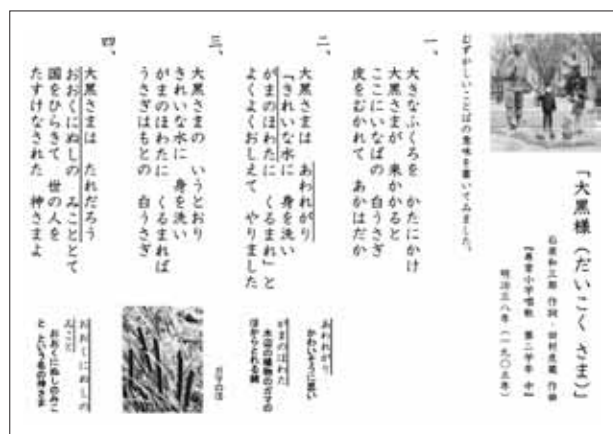 「大黒様(だいこく さま)」
石原和三郎 作詞・田村虎蔵 作曲
『尋常小学唱歌 第二学年 中』
明治三八年(一九〇五年)
むずかしいことばの意味を書いてみました。
一、
大きなふくろを かたにかけ
大黒さまが 来かかると
ここにいなばの 白うさぎ
皮をむかれて あかはだか
二、
大黒さまは あわれがり
「きれいな水に 身を洗い
がまのほわたに くるまれ」と
よくよくおしえて やりました
三、
大黒さまの いうとおり
きれいな水に 身を洗い
がまのほわたに くるまれば
うさぎはもとの 白うさぎ
四、
大黒さまは たれだろう
おおくにぬしの みこととて
国をひらきて 世の人を
たすけなされた 神さまよ
あわれがり
かわいそうに思い
がまのほわた
水辺の植物のガマの
ほからとれる綿
ガマのほ
おおくにぬしの
みこと
おおくにぬしのみこ
と という名の神さま